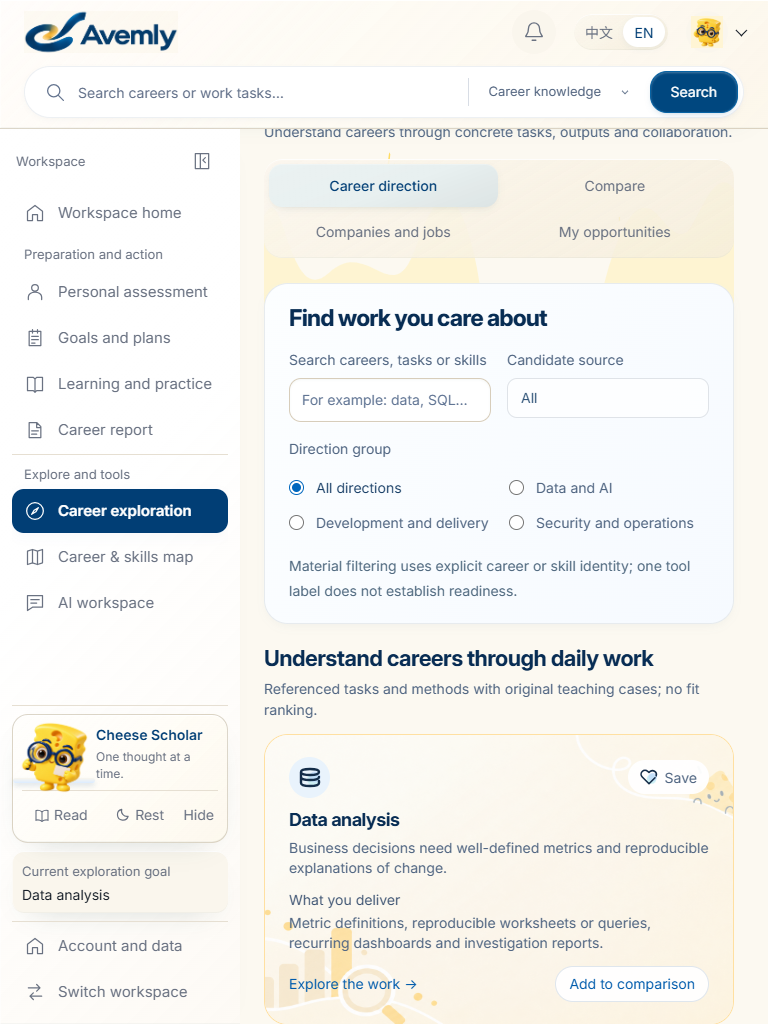 Avemly
中文
EN
Search careers or work tasks...
Career knowledge
Search
Workspace
Workspace home
Preparation and action
Personal assessment
Goals and plans
Learning and practice
Career report
Explore and tools
Career exploration
Career & skills map
AI workspace
Cheese Scholar
One thought at a
time.
Read
Rest
Hide
Current exploration goal
Data analysis
Account and data
Switch workspace
Understand careers through concrete tasks, outputs and collaboration.
Career direction
Compare
Companies and jobs
My opportunities
Find work you care about
Search careers, tasks or skills
Candidate source
For example: data, SQL...
All
Direction group
All directions
Data and AI
Development and delivery
Security and operations
Material filtering uses explicit career or skill identity; one tool
label does not establish readiness.
Understand careers through daily work
Referenced tasks and methods with original teaching cases; no fit
ranking.
Save
Data analysis
Business decisions need well-defined metrics and reproducible
explanations of change.
What you deliver
Metric definitions, reproducible worksheets or queries,
recurring dashboards and investigation reports.
Explore the work →
Add to comparison